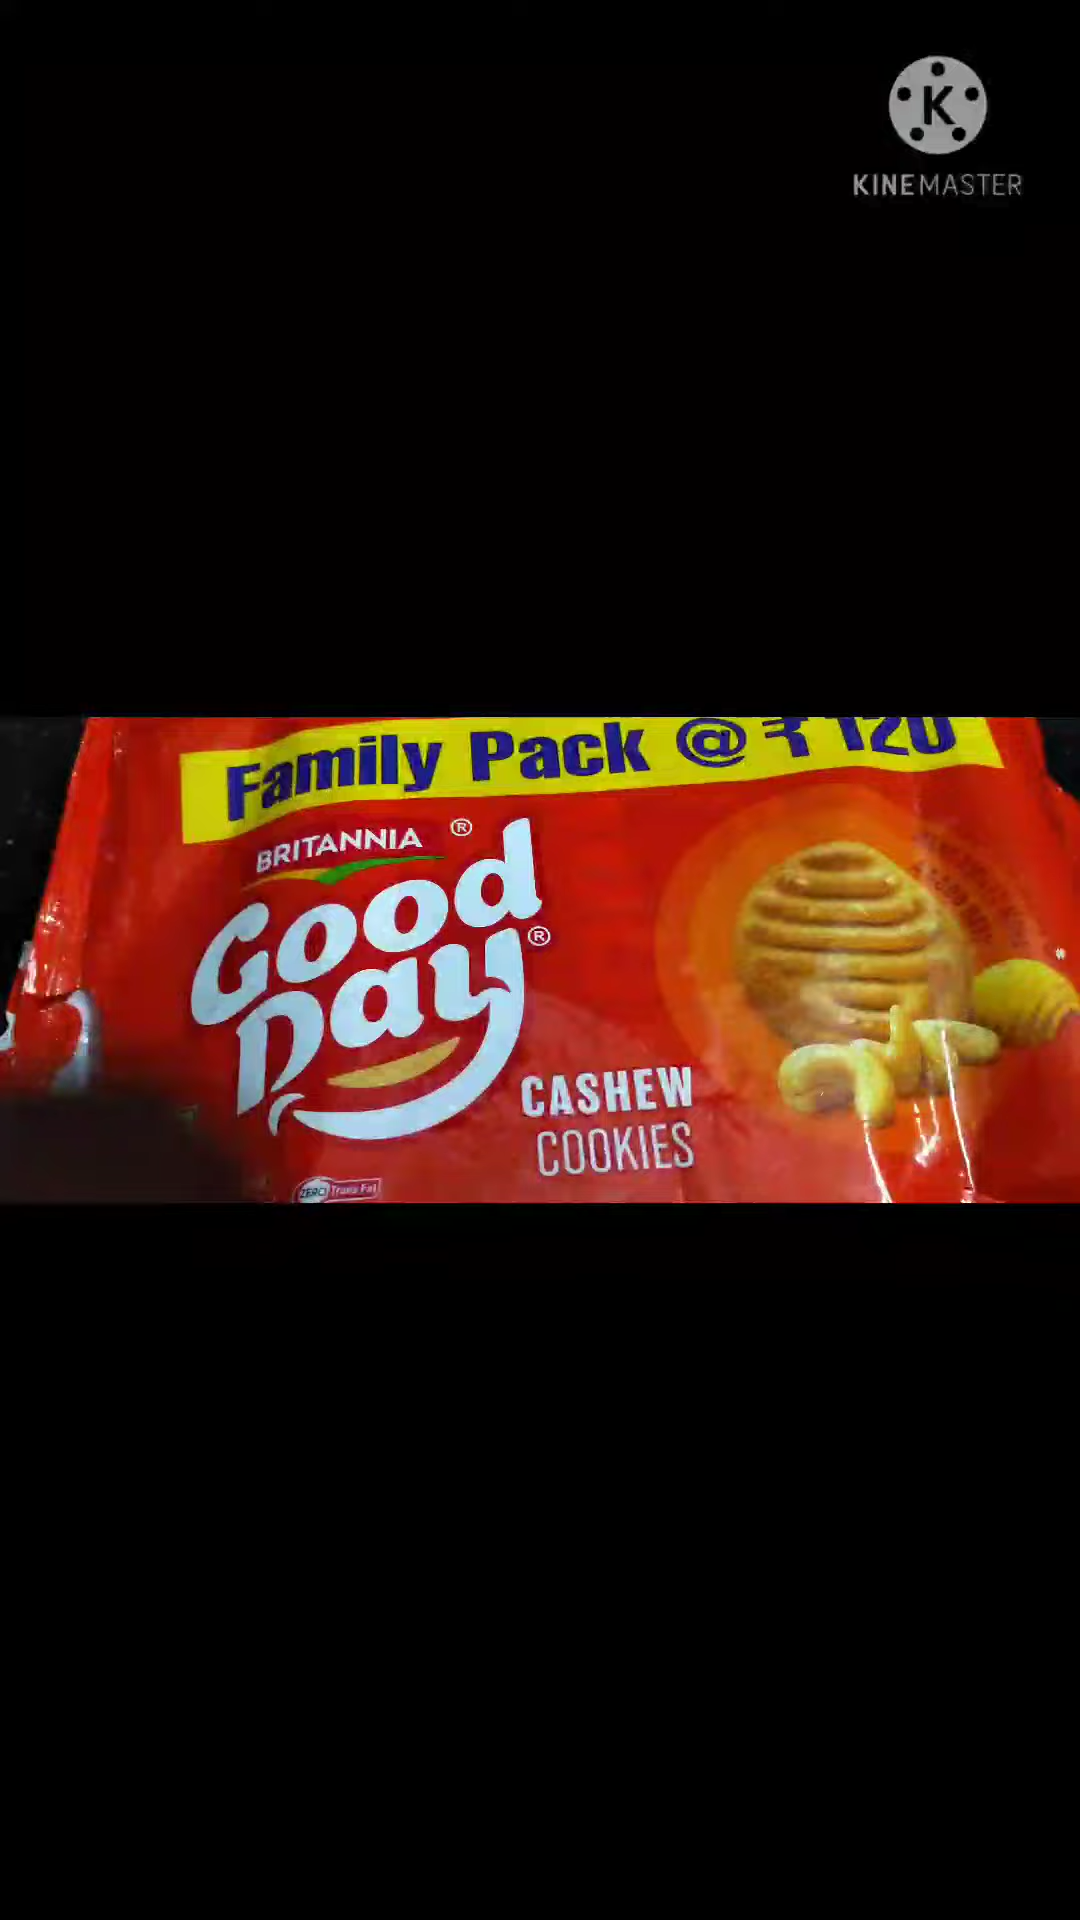 K
KINEMASTER
Family Pack @ ₹ 120
BRITANNIA ®
Good
Day ®
CASHEW
COOKIES
ZERO Trans Fat